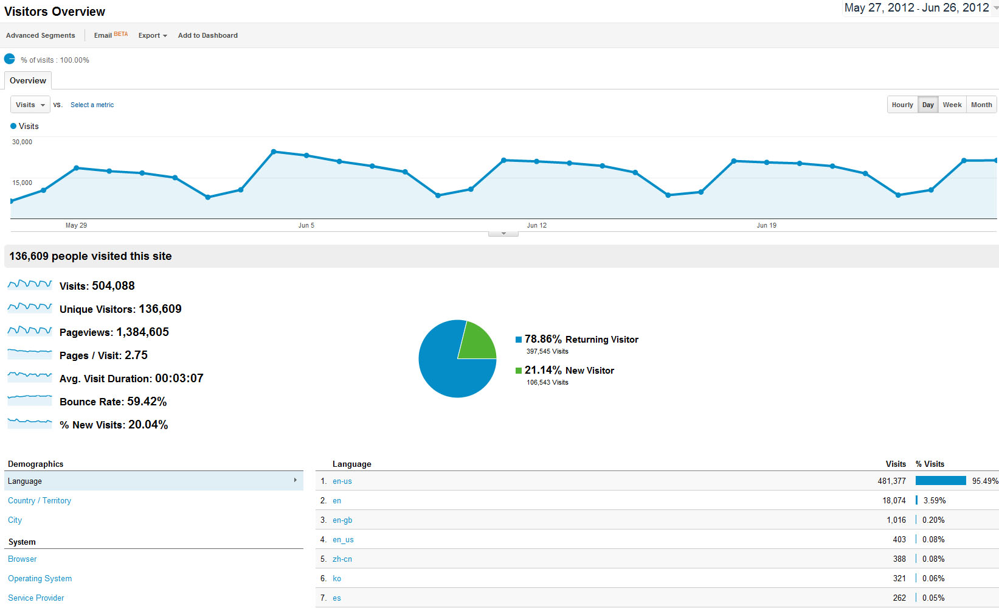 Visitors Overview
May 27, 2012 - Jun 26, 2012
Advanced Segments Email BETA Export Add to Dashboard
% of visits : 100.00%
Overview
Visits vs. Select a metric
Hourly Day Week Month
Visits
30,000
15,000
May 29 Jun 5 Jun 12 Jun 19
136,609 people visited this site
Visits: 504,088
Unique Visitors: 136,609
Pageviews: 1,384,605
Pages / Visit: 2.75
Avg. Visit Duration: 00:03:07
Bounce Rate: 59.42%
% New Visits: 20.04%
78.86% Returning Visitor
397,545 Visits
21.14% New Visitor
106,543 Visits
Demographics
Language
Country / Territory
City
System
Browser
Operating System
Service Provider
Language Visits % Visits
1. en-us 481,377 95.49%
2. en 18,074 3.59%
3. en-gb 1,016 0.20%
4. en_us 403 0.08%
5. zh-cn 388 0.08%
6. ko 321 0.06%
7. es 262 0.05%